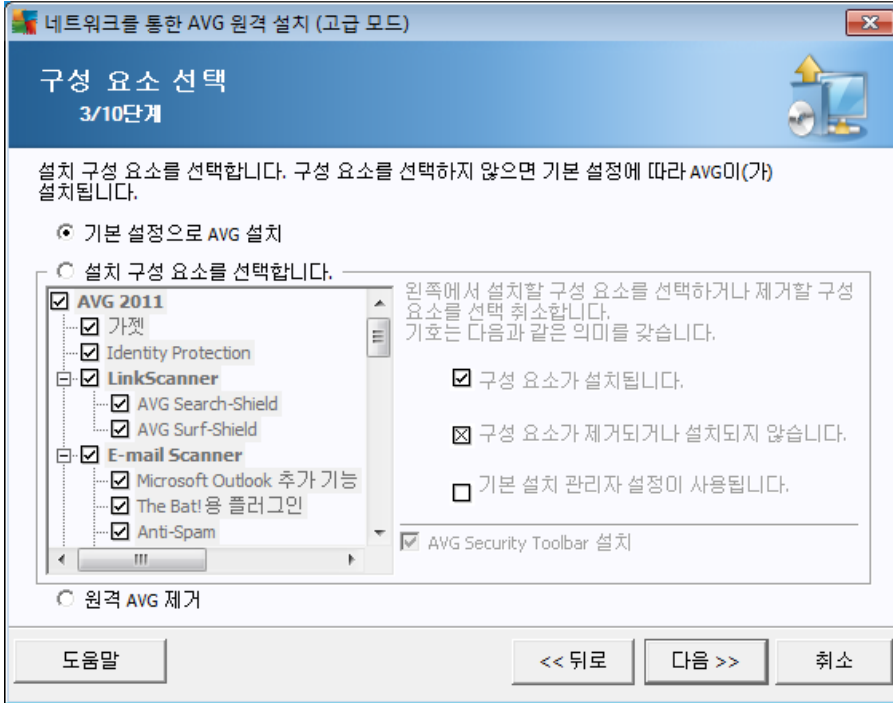 네트워크를 통한 AVG 원격 설치 (고급 모드)
구성 요소 선택
3/10단계
설치 구성 요소를 선택합니다. 구성 요소를 선택하지 않으면 기본 설정에 따라 AVG이(가)
설치됩니다.
기본 설정으로 AVG 설치
설치 구성 요소를 선택합니다.
AVG 2011
가젯
Identity Protection
LinkScanner
AVG Search-Shield
AVG Surf-Shield
E-mail Scanner
Microsoft Outlook 추가 기능
The Bat! 용 플러그인
Anti-Spam
왼쪽에서 설치할 구성 요소를 선택하거나 제거할 구성
요소를 선택 취소합니다.
기호는 다음과 같은 의미를 갖습니다.
구성 요소가 설치됩니다.
구성 요소가 제거되거나 설치되지 않습니다.
기본 설치 관리자 설정이 사용됩니다.
AVG Security Toolbar 설치
원격 AVG 제거
도움말
<< 뒤로
다음 >>
취소